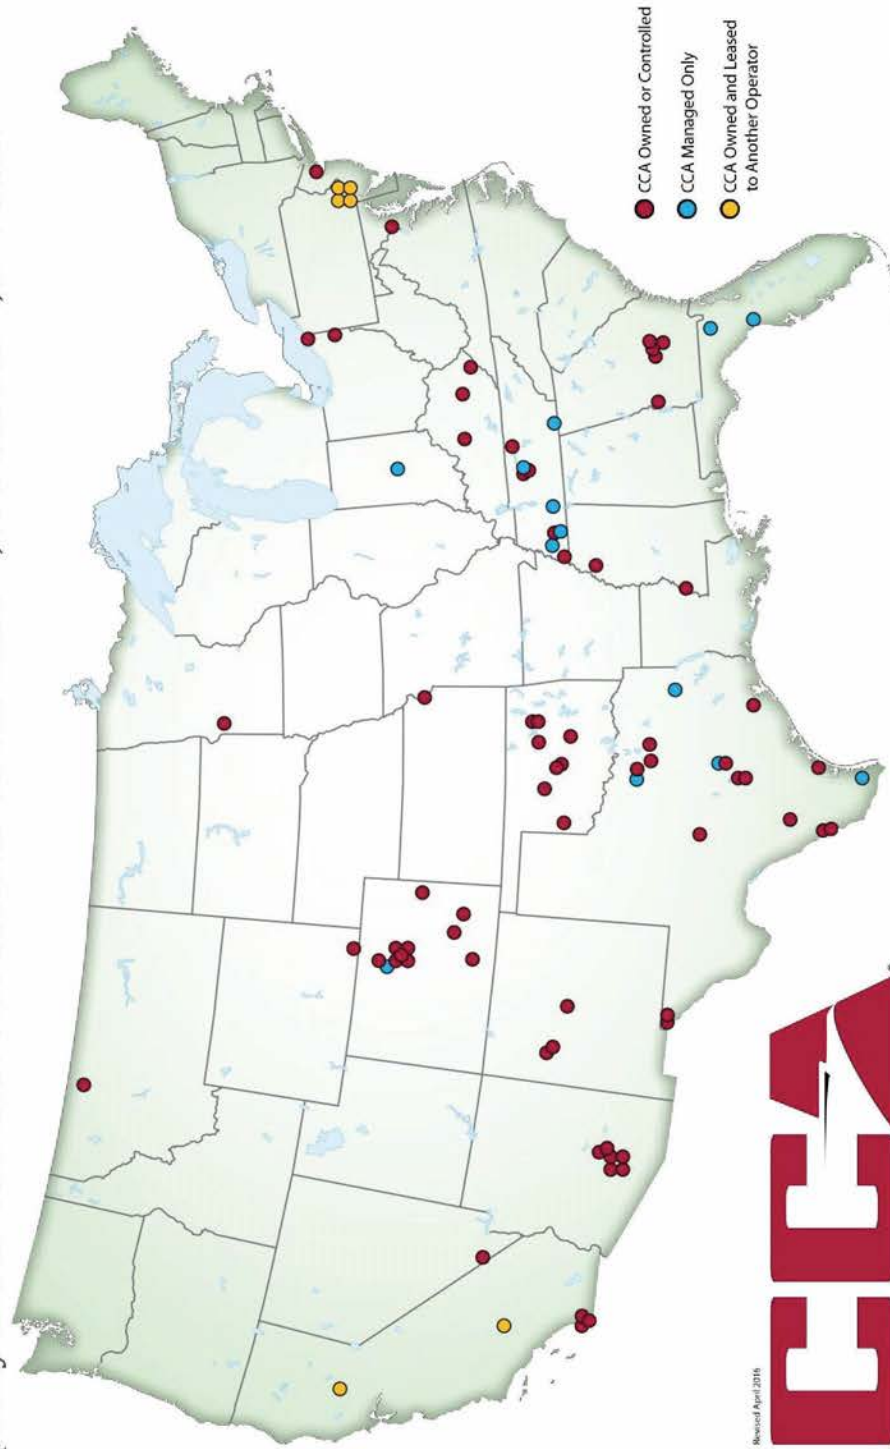 CCA Owned or Controlled
CCA Managed Only
CCA Owned and Leased
to Another Operator
Revised April 2016
CCA